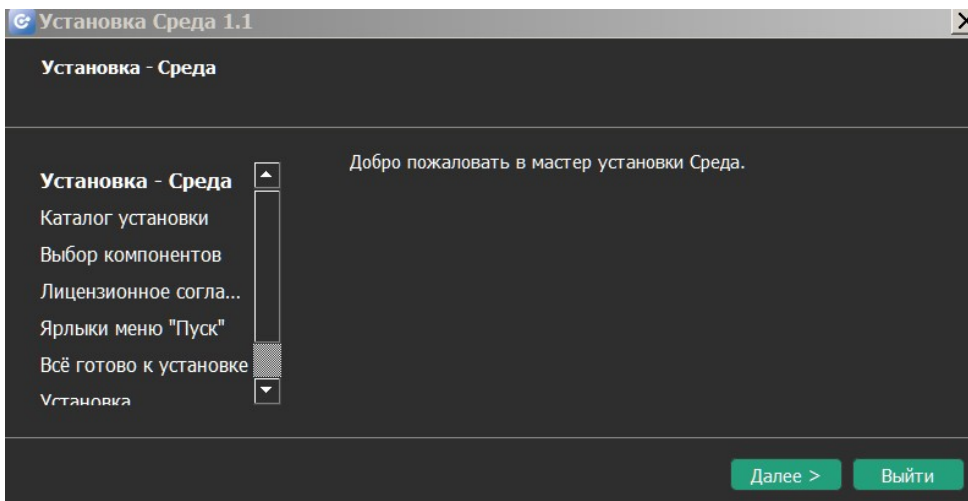 Установка Среда 1.1
Установка - Среда
Установка - Среда
Каталог установки
Выбор компонентов
Лицензионное согла...
Ярлыки меню "Пуск"
Всё готово к установке
Установка
Добро пожаловать в мастер установки Среда.
Далее >
Выйти